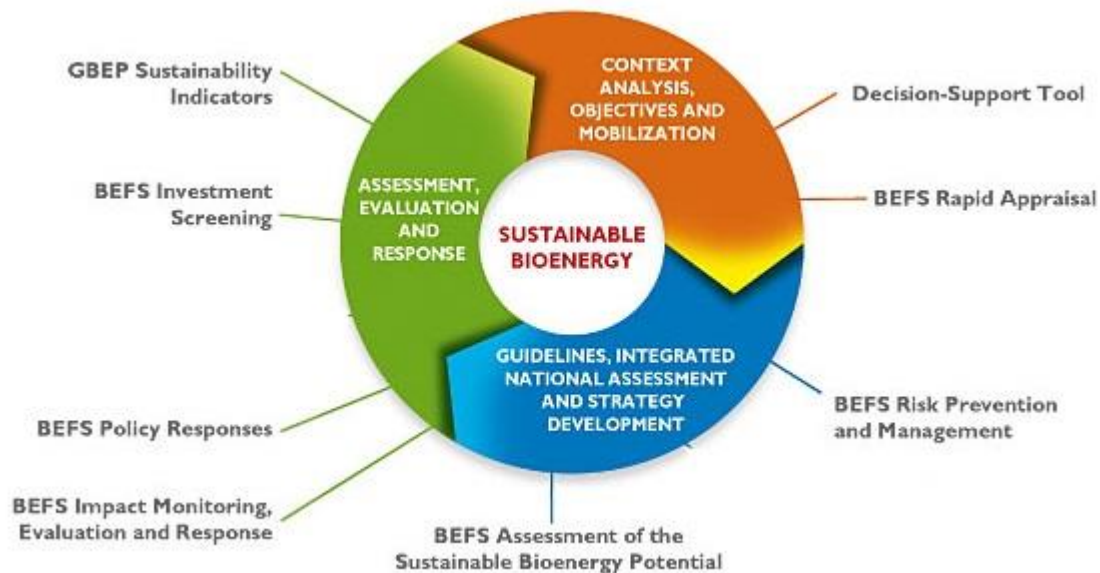 GBEP Sustainability
Indicators
BEFS Investment
Screening
BEFS Policy Responses
BEFS Impact Monitoring,
Evaluation and Response
ASSESSMENT,
EVALUATION
AND
RESPONSE
CONTEXT
ANALYSIS,
OBJECTIVES AND
MOBILIZATION
SUSTAINABLE
BIOENERGY
GUIDELINES, INTEGRATED
NATIONAL ASSESSMENT
AND STRATEGY
DEVELOPMENT
Decision-Support Tool
BEFS Rapid Appraisal
BEFS Risk Prevention
and Management
BEFS Assessment of the
Sustainable Bioenergy Potential